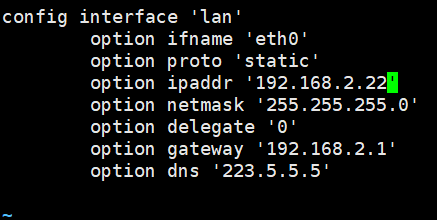 config interface 'lan'
option ifname 'eth0'
option proto 'static'
option ipaddr '192.168.2.22'
option netmask '255.255.255.0'
option delegate '0'
option gateway '192.168.2.1'
option dns '223.5.5.5'
~